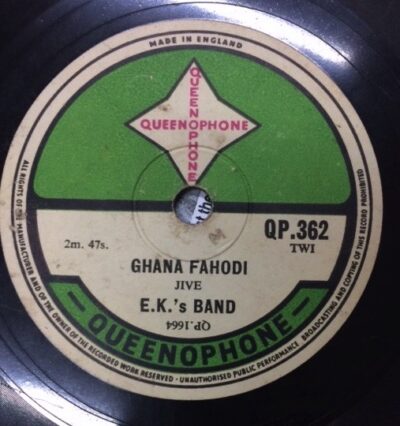 MADE IN ENGLAND
QUEENOPHONE
QUEENOPHONE
QP.362
TWI
2m. 47s.
GHANA FAHODI
JIVE
E.K.'s BAND
QP.1664
- QUEENOPHONE -
ALL RIGHTS OF THE MANUFACTURER AND OF THE OWNER OF THE RECORDED WORK RESERVED - UNAUTHORISED PUBLIC PERFORMANCE BROADCASTING AND COPYING OF THIS RECORD PROHIBITED